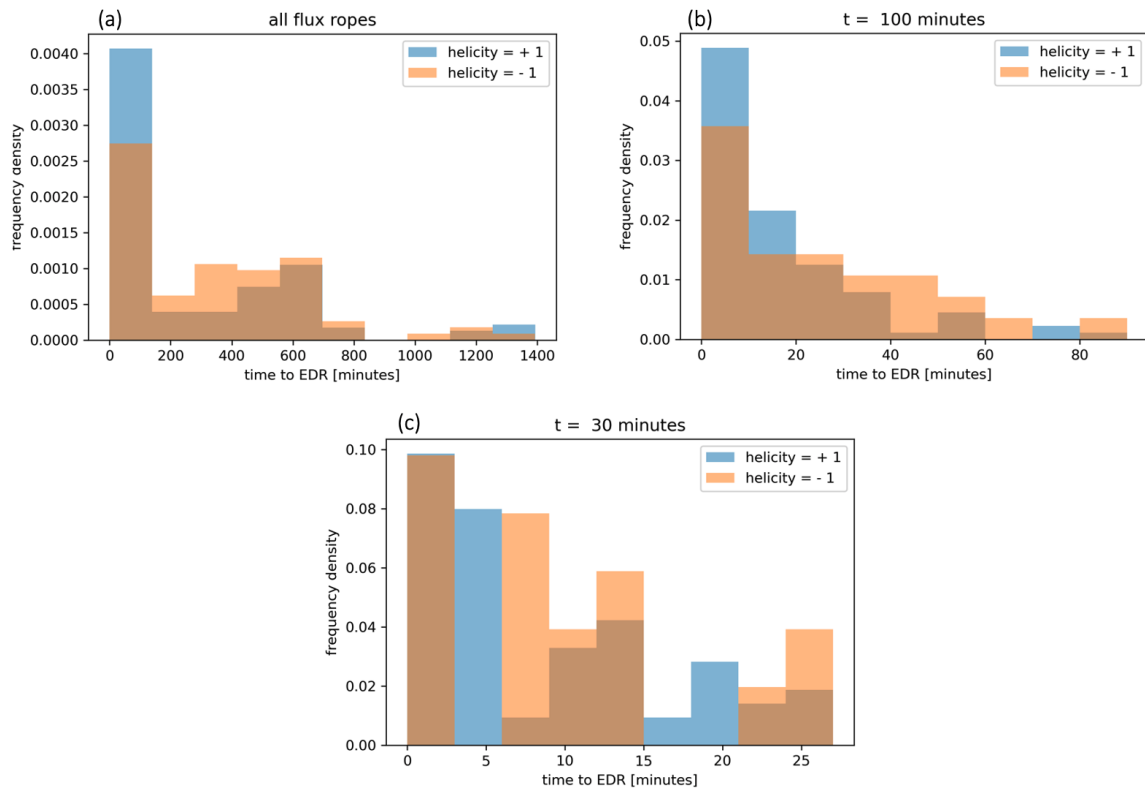 (a)
all flux ropes
helicity = + 1
helicity = - 1
0.0040
0.0035
0.0030
0.0025
0.0020
0.0015
0.0010
0.0005
0.0000
frequency density
0 200 400 600 800 1000 1200 1400
time to EDR [minutes]
(b)
t = 100 minutes
helicity = + 1
helicity = - 1
0.05
0.04
0.03
0.02
0.01
0.00
frequency density
0 20 40 60 80
time to EDR [minutes]
(c)
t = 30 minutes
helicity = + 1
helicity = - 1
0.10
0.08
0.06
0.04
0.02
0.00
frequency density
0 5 10 15 20 25
time to EDR [minutes]